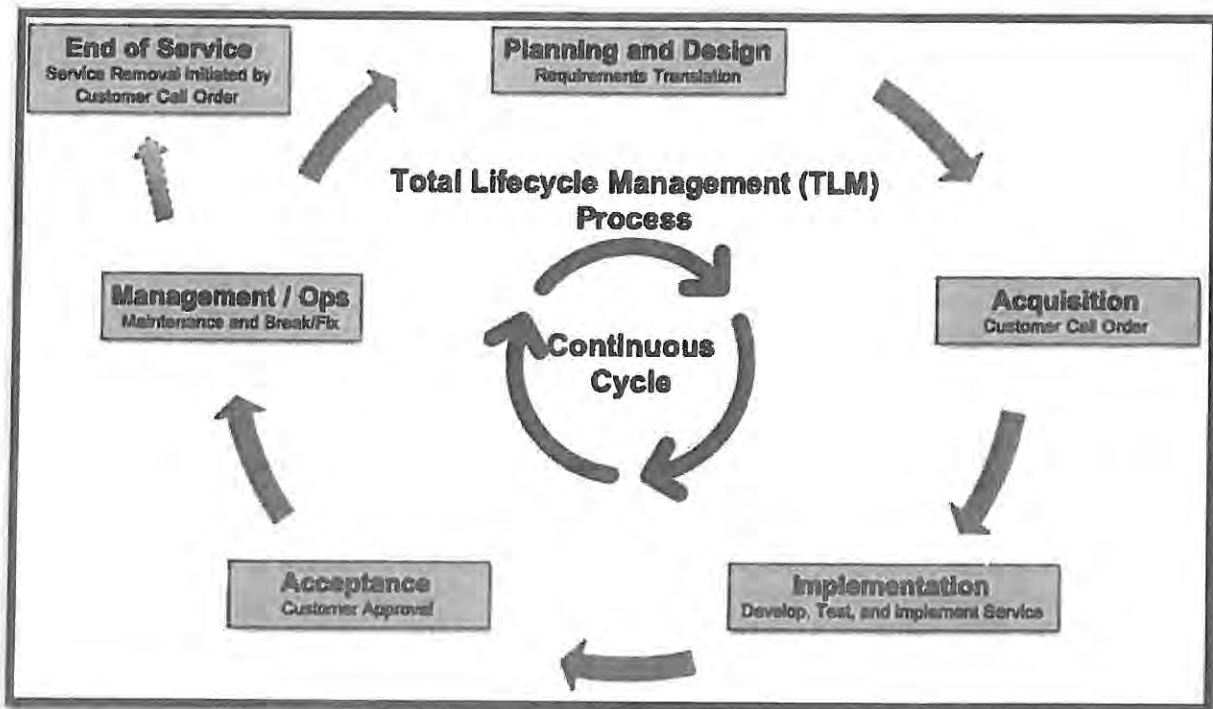 End of Service
Service Removal Initiated by
Customer Call Order
Planning and Design
Requirements Translation
Total Lifecycle Management (TLM)
Process
Management / Ops
Maintenance and Break/Fix
Acquisition
Customer Call Order
Continuous
Cycle
Acceptance
Customer Approval
Implementation
Develop, Test, and Implement Service